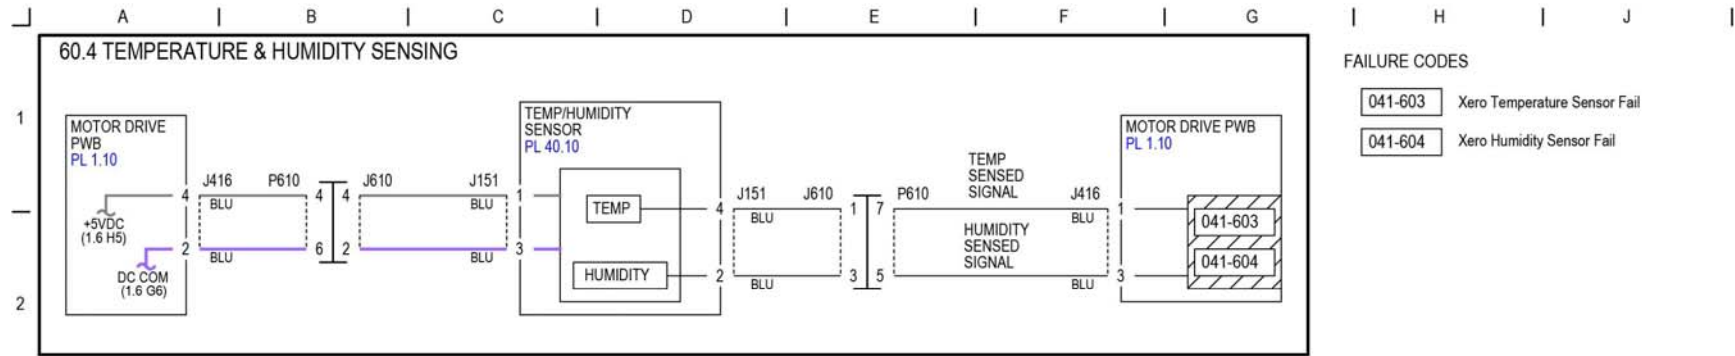 A B C D E F G H J
60.4 TEMPERATURE & HUMIDITY SENSING
1
2
MOTOR DRIVE
PWB
PL 1.10
+5VDC
(1.6 H5)
DC COM
(1.6 G6)
4
2
J416
P610
BLU
BLU
4
6
4
2
J610
J151
BLU
BLU
1
3
TEMP/HUMIDITY
SENSOR
PL 40.10
TEMP
HUMIDITY
4
2
J151
J610
BLU
BLU
1
3
7
5
P610
TEMP
SENSED
SIGNAL
J416
BLU
HUMIDITY
SENSED
SIGNAL
BLU
1
3
MOTOR DRIVE PWB
PL 1.10
041-603
041-604
FAILURE CODES
041-603 Xero Temperature Sensor Fail
041-604 Xero Humidity Sensor Fail